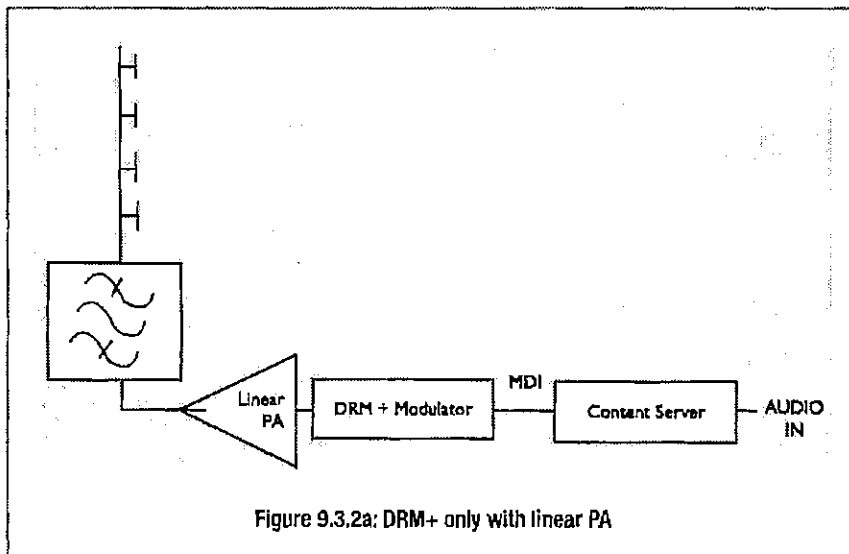 Linear
PA
DRM + Modulator
MDI
Content Server
AUDIO
IN
Figure 9.3.2a: DRM+ only with linear PA